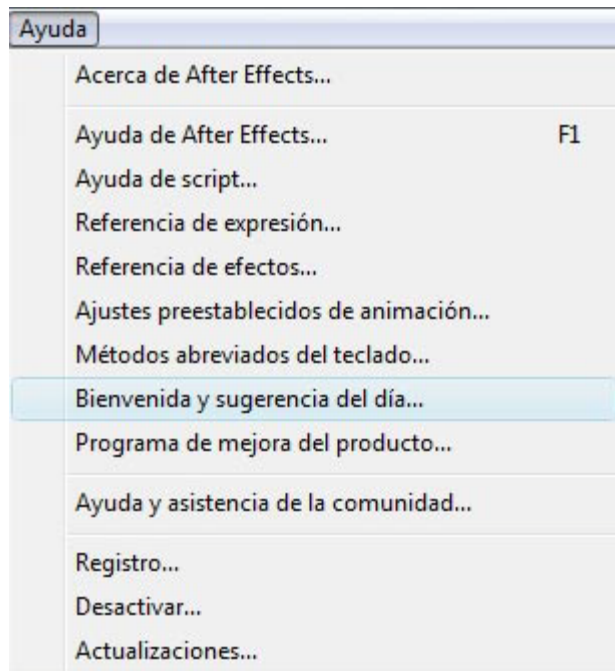 Ayuda
Acerca de After Effects...
Ayuda de After Effects... F1
Ayuda de script...
Referencia de expresión...
Referencia de efectos...
Ajustes preestablecidos de animación...
Métodos abreviados del teclado...
Bienvenida y sugerencia del día...
Programa de mejora del producto...
Ayuda y asistencia de la comunidad...
Registro...
Desactivar...
Actualizaciones...